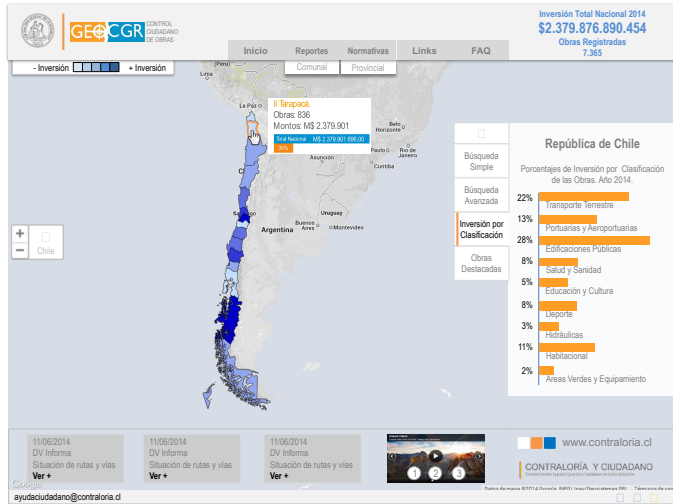 GEO CGR
CONTROL
CIUDADANO
DE OBRAS
Inicio
Reportes
Normativas
Links
FAQ
Comunal
Provincial
Inversión Total Nacional 2014
$2.379.876.890.454
Obras Registradas
7.365
- Inversión
+ Inversión
(Peru)
Lima
La Paz
II Tarapacá.
Obras: 836
Montos: M$ 2.379.901
Total Nacional M$ 2.379.901.696,00
35%
Belo
Horizonte
Paulo
Rio de
Janeiro
Curitiba
Asunción
Uruguay
Buenos
Aires
Montevideo
Argentina
+
−
Chile
Búsqueda
Simple
Búsqueda
Avanzada
Inversión por
Clasificación
Obras
Destacadas
República de Chile
Porcentajes de Inversión por Clasificación
de las Obras. Año 2014.
22%
Transporte Terrestre
13%
Portuarias y Aeroportuarias
28%
Edificaciones Públicas
8%
Salud y Sanidad
5%
Educación y Cultura
8%
Deporte
3%
Hidráulicas
11%
Habitacional
2%
Áreas Verdes y Equipamiento
11/06/2014
DV Informa
Situación de rutas y vías
Ver +
11/06/2014
DV Informa
Situación de rutas y vías
Ver +
11/06/2014
DV Informa
Situación de rutas y vías
Ver +
1 2 3
www.contraloria.cl
CONTRALORÍA Y CIUDADANO
Google
ayudaciudadano@contraloria.cl